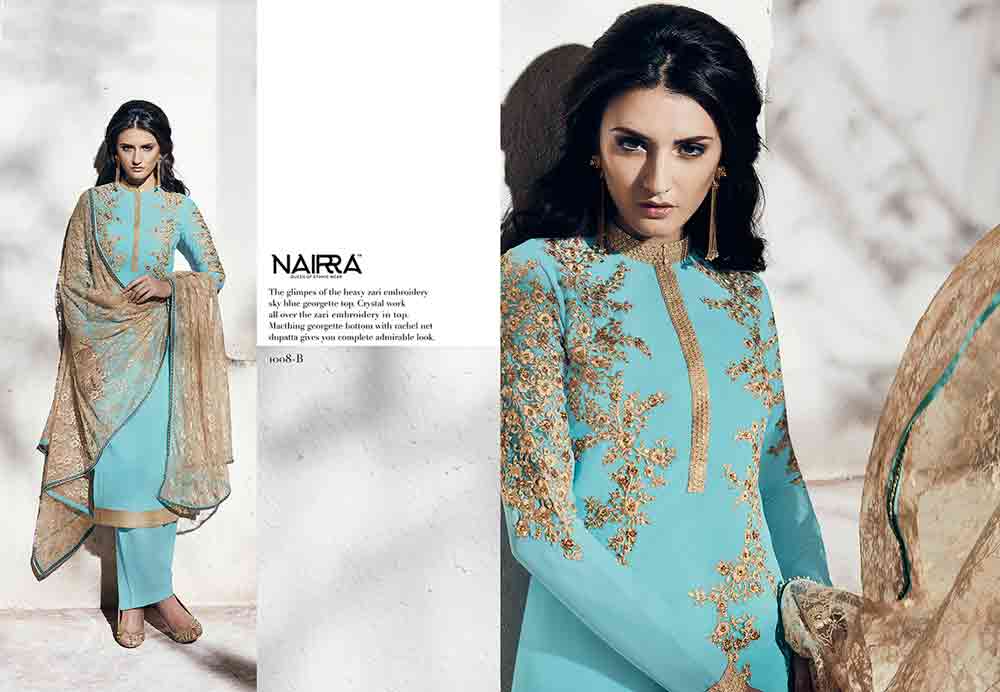 NAIRRA™
QUEEN OF ETHNIC WEAR
The glimpes of the heavy zari embroidery
sky blue georgette top. Crystal work
all over the zari embroidery in top.
Macthing georgette bottom with rachel net
dupatta gives you complete admirable look.
1008-B